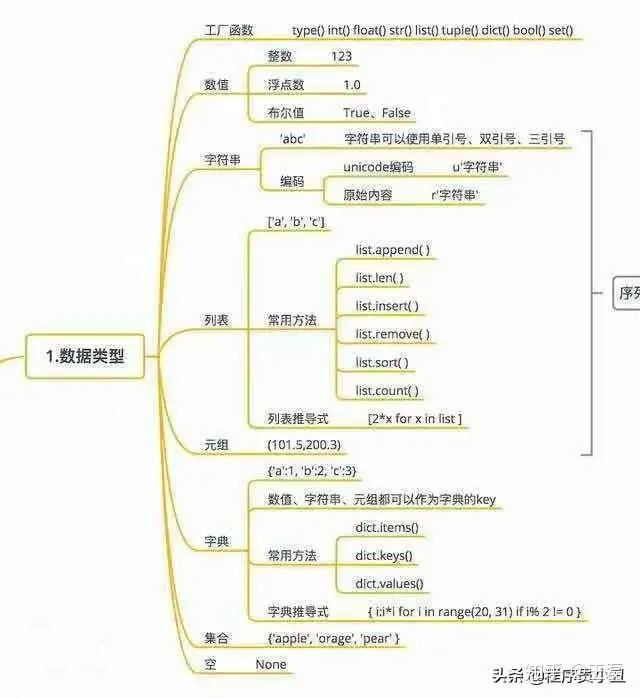 工厂函数 type() int() float() str() list() tuple() dict() bool() set()
整数 123
数值 浮点数 1.0
布尔值 True、False
'abc' 字符串可以使用单引号、双引号、三引号
字符串
unicode编码 u'字符串'
编码
原始内容 r'字符串'
['a', 'b', 'c']
list.append( )
list.len( )
序列
list.insert( )
列表 常用方法
list.remove( )
1.数据类型
list.sort( )
list.count( )
列表推导式 [2*x for x in list ]
元组 (101.5,200.3)
{'a':1, 'b':2, 'c':3}
数值、字符串、元组都可以作为字典的key
dict.items()
字典
常用方法 dict.keys()
dict.values()
字典推导式 { i:i*i for i in range(20, 31) if i% 2 != 0 }
集合 {'apple', 'orage', 'pear' }
空 None
头条 @程序员小迴